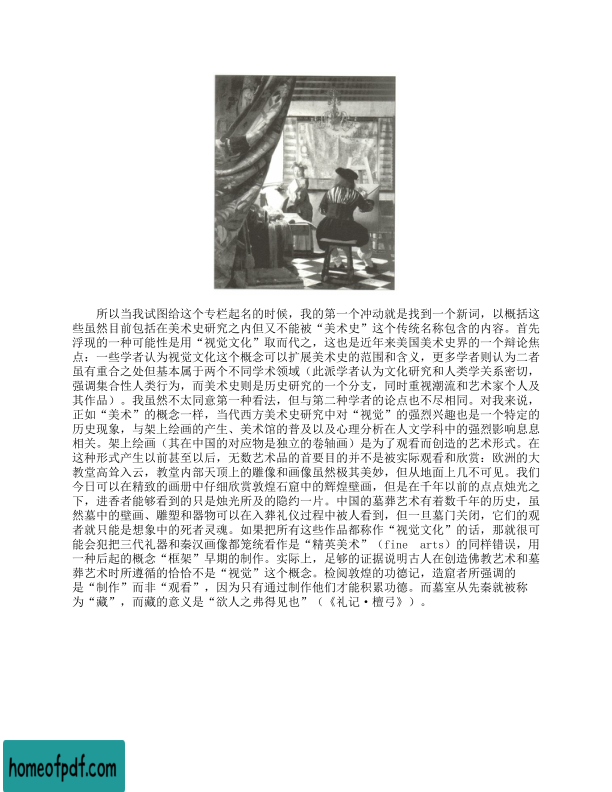 所以当我试图给这个专栏起名的时候，我的第一个冲动就是找到一个新词，以概括这
些虽然目前包括在美术史研究之内但又不能被“美术史”这个传统名称包含的内容。首先
浮现的一种可能性是用“视觉文化”取而代之，这也是近年来美国美术史界的一个辩论焦
点：一些学者认为视觉文化这个概念可以扩展美术史的范围和含义，更多学者则认为二者
虽有重合之处但基本属于两个不同学术领域（此派学者认为文化研究和人类学关系密切，
强调集合性人类行为，而美术史则是历史研究的一个分支，同时重视潮流和艺术家个人及
其作品）。我虽然不太同意第一种看法，但与第二种学者的论点也不尽相同。对我来说，
正如“美术”的概念一样，当代西方美术史研究中对“视觉”的强烈兴趣也是一个特定的
历史现象，与架上绘画的产生、美术馆的普及以及心理分析在人文学科中的强烈影响息息
相关。架上绘画（其在中国的对应物是独立的卷轴画）是为了观看而创造的艺术形式。在
这种形式产生以前甚至以后，无数艺术品的首要目的并不是被实际观看和欣赏：欧洲的大
教堂高耸入云，教堂内部天顶上的雕像和画像虽然极其美妙，但从地面上几不可见。我们
今日可以在精致的画册中仔细欣赏敦煌石窟中的辉煌壁画，但是在千年以前的点点烛光之
下，进香者能够看到的只是烛光所及的隐约一片。中国的墓葬艺术有着数千年的历史，虽
然墓中的壁画、雕塑和器物可以在入葬礼仪过程中被人看到，但一旦墓门关闭，它们的观
者就只能是想象中的死者灵魂。如果把所有这些作品都称作“视觉文化”的话，那就很可
能会犯把三代礼器和秦汉画像都笼统看作是“精英美术”（fine arts）的同样错误，用
一种后起的概念“框架”早期的制作。实际上，足够的证据说明古人在创造佛教艺术和墓
葬艺术时所遵循的恰恰不是“视觉”这个概念。检阅敦煌的功德记，造窟者所强调的
是“制作”而非“观看”，因为只有通过制作他们才能积累功德。而墓室从先秦就被称
为“藏”，而藏的意义是“欲人之弗得见也”（《礼记·檀弓》）。
homeofpdf.com